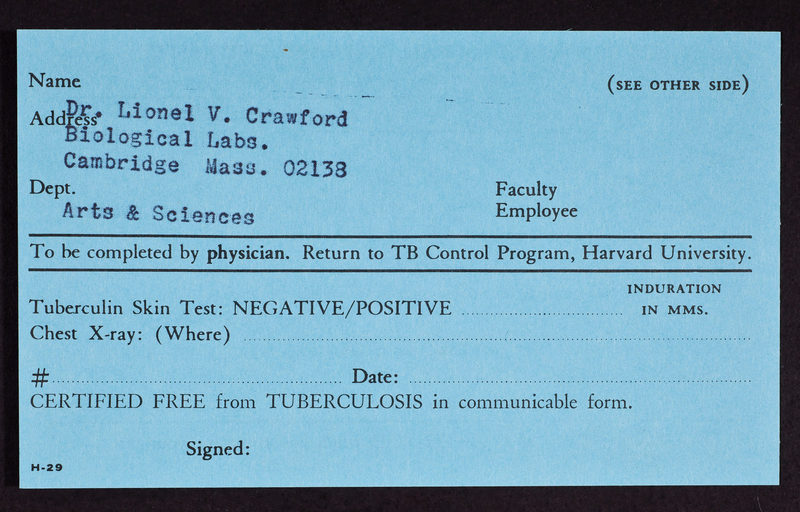 Name (SEE OTHER SIDE)
Dr. Lionel V. Crawford
Address
Biological Labs.
Cambridge Mass. 02138
Dept. Faculty
Arts & Sciences Employee
To be completed by physician. Return to TB Control Program, Harvard University.
INDURATION
Tuberculin Skin Test: NEGATIVE/POSITIVE IN MMS.
Chest X-ray: (Where)
# Date:
CERTIFIED FREE from TUBERCULOSIS in communicable form.
Signed:
H-29